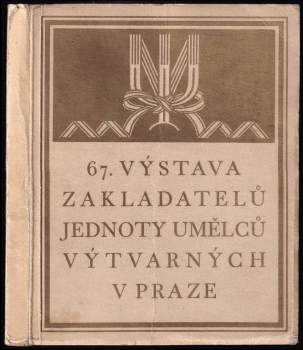 67. VÝSTAVA
ZAKLADATELŮ
JEDNOTY UMĚLCŮ
VÝTVARNÝCH
V PRAZE